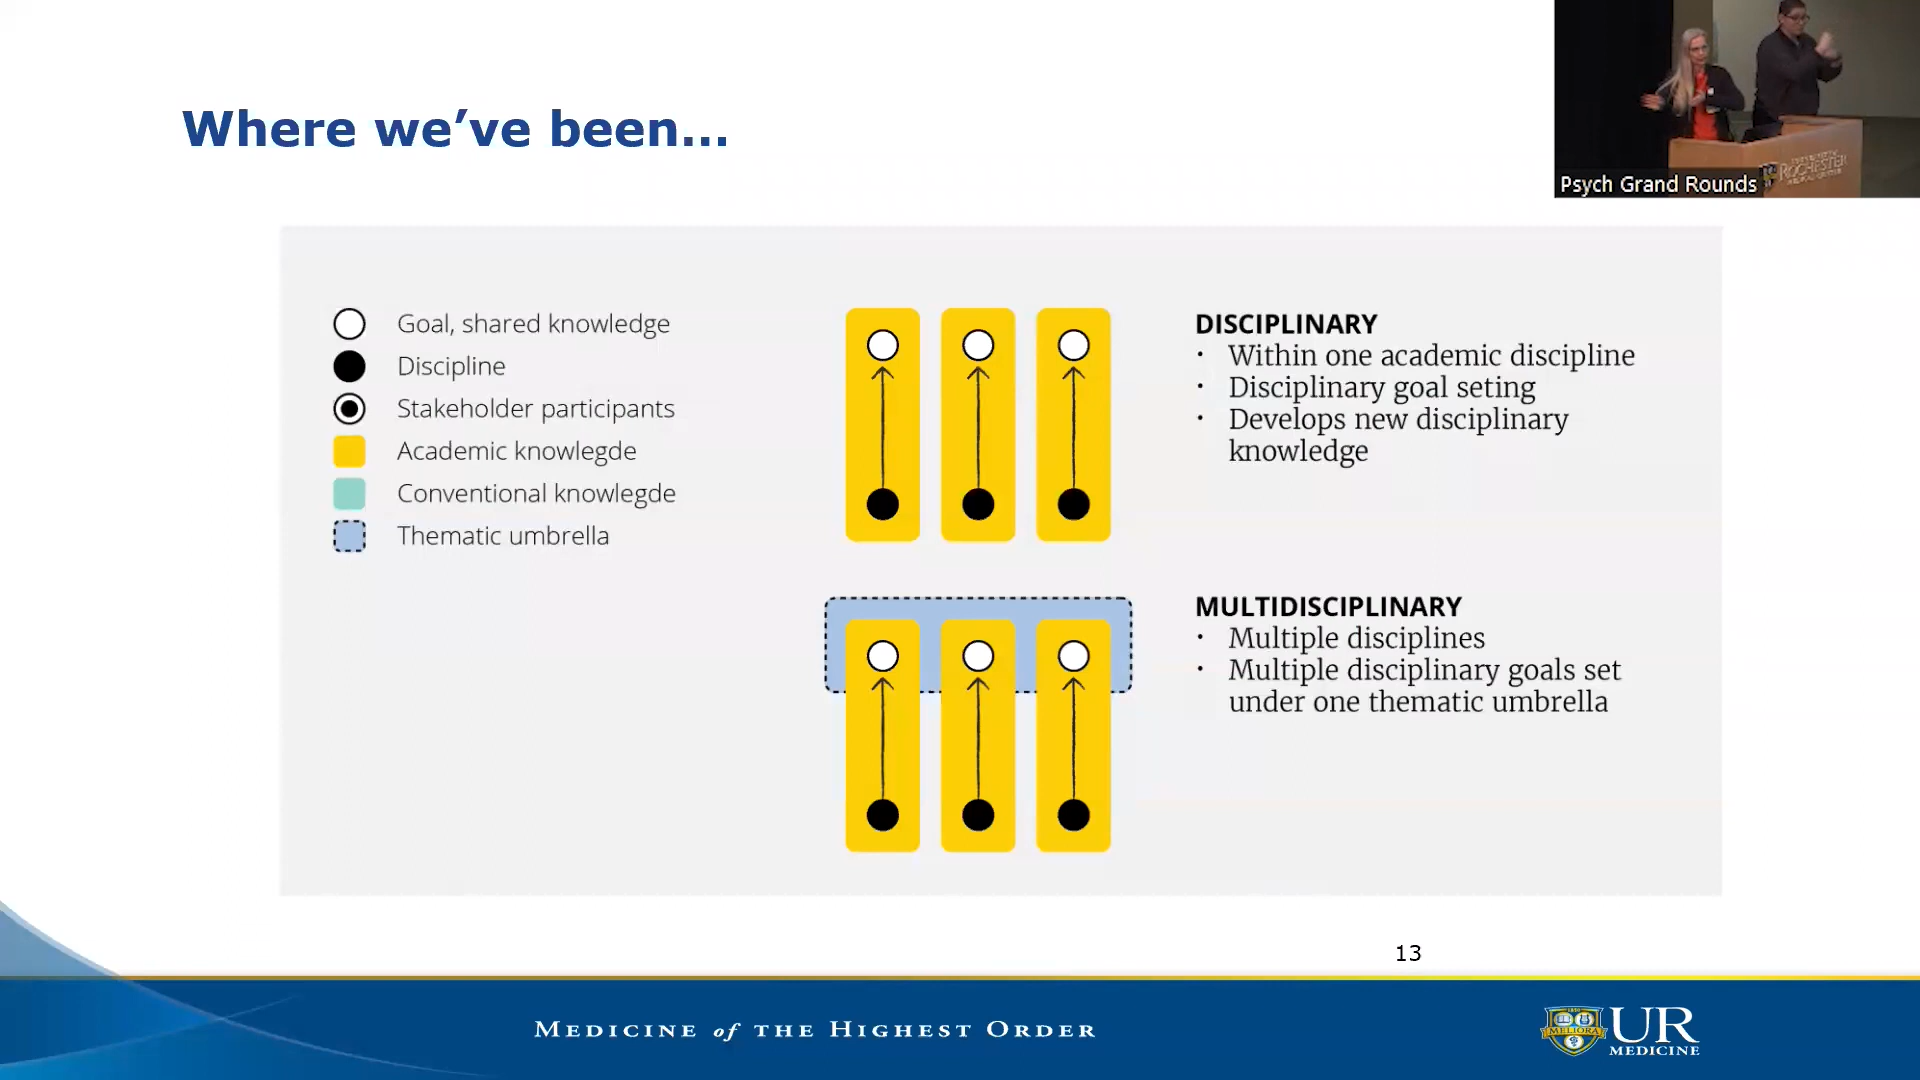 Where we've been...
Psych Grand Rounds
ROCHESTER
Goal, shared knowledge
Discipline
Stakeholder participants
Academic knowlegde
Conventional knowlegde
Thematic umbrella
DISCIPLINARY
• Within one academic discipline
• Disciplinary goal seting
• Develops new disciplinary
knowledge
MULTIDISCIPLINARY
• Multiple disciplines
• Multiple disciplinary goals set
under one thematic umbrella
13
MEDICINE of THE HIGHEST ORDER
MELIORA
UR
MEDICINE